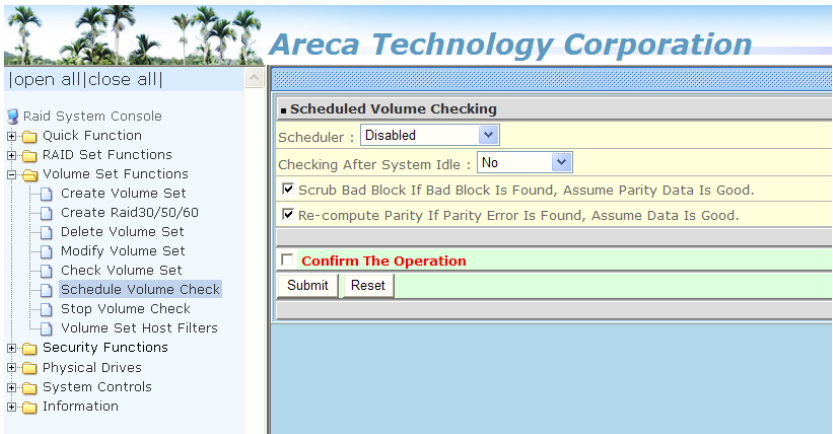 Areca Technology Corporation
|open all|close all|
Raid System Console
Quick Function
RAID Set Functions
Volume Set Functions
Create Volume Set
Create Raid30/50/60
Delete Volume Set
Modify Volume Set
Check Volume Set
Schedule Volume Check
Stop Volume Check
Volume Set Host Filters
Security Functions
Physical Drives
System Controls
Information
Scheduled Volume Checking
Scheduler : Disabled
Checking After System Idle : No
Scrub Bad Block If Bad Block Is Found, Assume Parity Data Is Good.
Re-compute Parity If Parity Error Is Found, Assume Data Is Good.
Confirm The Operation
Submit Reset